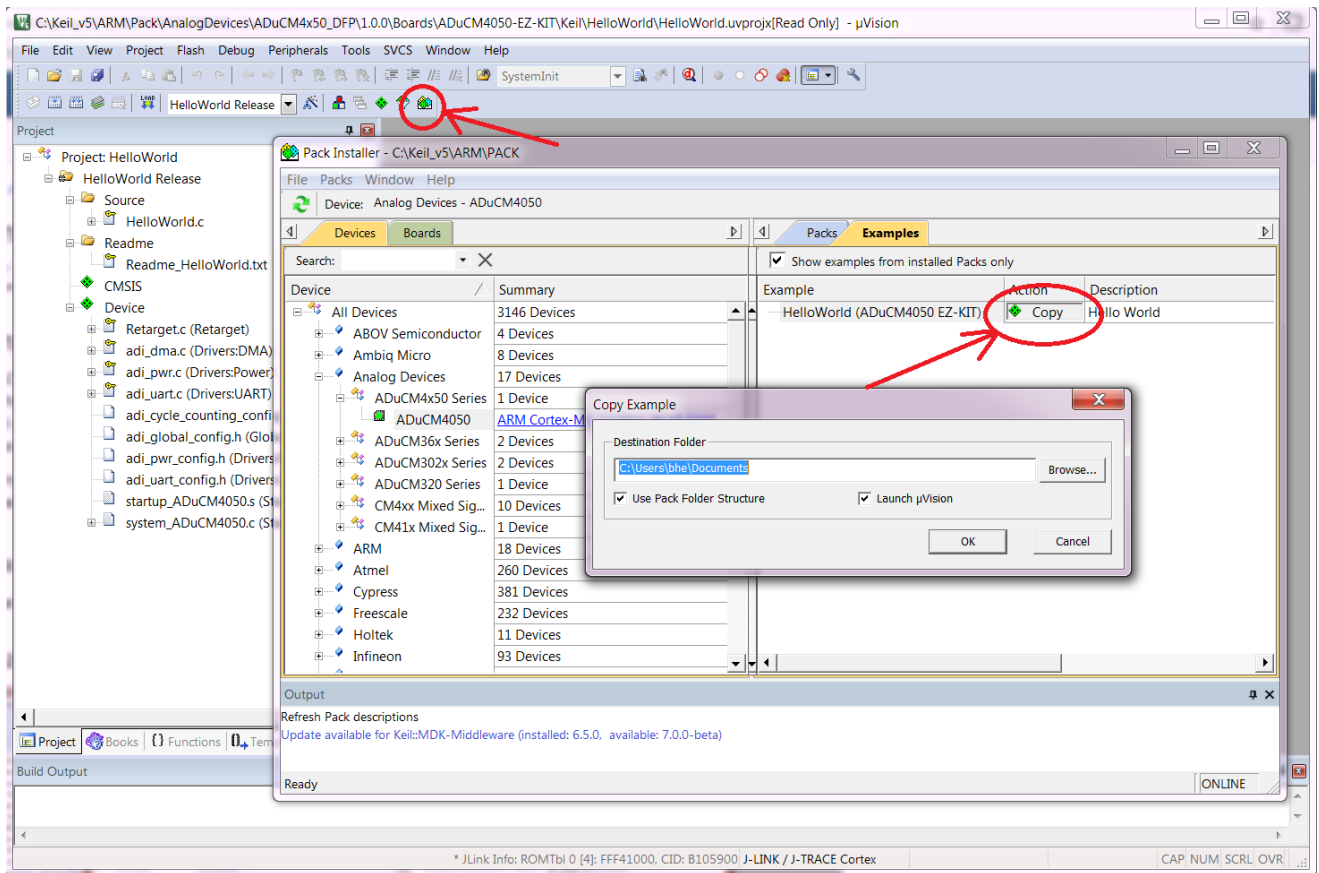 C:\Keil_v5\ARM\Pack\AnalogDevices\ADuCM4x50_DFP\1.0.0\Boards\ADuCM4050-EZ-KIT\Keil\HelloWorld\HelloWorld.uvprojx[Read Only] - µVision
File Edit View Project Flash Debug Peripherals Tools SVCS Window Help
SystemInit
LOAD HelloWorld Release
Project
Project: HelloWorld
HelloWorld Release
Source
HelloWorld.c
Readme
Readme_HelloWorld.txt
CMSIS
Device
Retarget.c (Retarget)
adi_dma.c (Drivers:DMA)
adi_pwr.c (Drivers:Power)
adi_uart.c (Drivers:UART)
adi_cycle_counting_confi
adi_global_config.h (Glol
adi_pwr_config.h (Drivers
adi_uart_config.h (Drivers
startup_ADuCM4050.s (St
system_ADuCM4050.c (St
Project Books {} Functions Tem
Build Output
Pack Installer - C:\Keil_v5\ARM\PACK
File Packs Window Help
Device: Analog Devices - ADuCM4050
Devices Boards
Search:
Device Summary
All Devices 3146 Devices
ABOV Semiconductor 4 Devices
Ambiq Micro 8 Devices
Analog Devices 17 Devices
ADuCM4x50 Series 1 Device
ADuCM4050 ARM Cortex-M
ADuCM36x Series 2 Devices
ADuCM302x Series 2 Devices
ADuCM320 Series 1 Device
CM4xx Mixed Sig... 10 Devices
CM41x Mixed Sig... 1 Device
ARM 18 Devices
Atmel 260 Devices
Cypress 381 Devices
Freescale 232 Devices
Holtek 11 Devices
Infineon 93 Devices
Packs Examples
Show examples from installed Packs only
Example Action Description
HelloWorld (ADuCM4050 EZ-KIT) Copy Hello World
Copy Example
Destination Folder
C:\Users\bhe\Documents Browse...
Use Pack Folder Structure Launch µVision
OK Cancel
Output
Refresh Pack descriptions
Update available for Keil::MDK-Middleware (installed: 6.5.0, available: 7.0.0-beta)
Ready ONLINE
* JLink Info: ROMTbl 0 [4]: FFF41000, CID: B105900 J-LINK / J-TRACE Cortex CAP NUM SCRL OVR